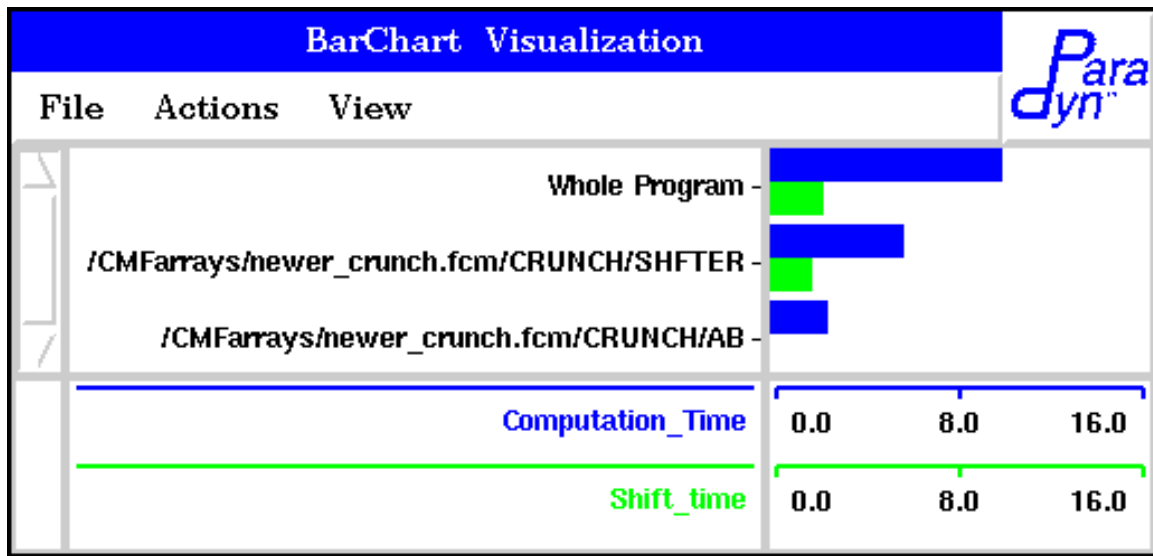 BarChart Visualization
Paradyn™
File Actions View
Whole Program
/CMFarrays/newer_crunch.fcm/CRUNCH/SHFTER
/CMFarrays/newer_crunch.fcm/CRUNCH/AB
Computation_Time 0.0 8.0 16.0
Shift_time 0.0 8.0 16.0